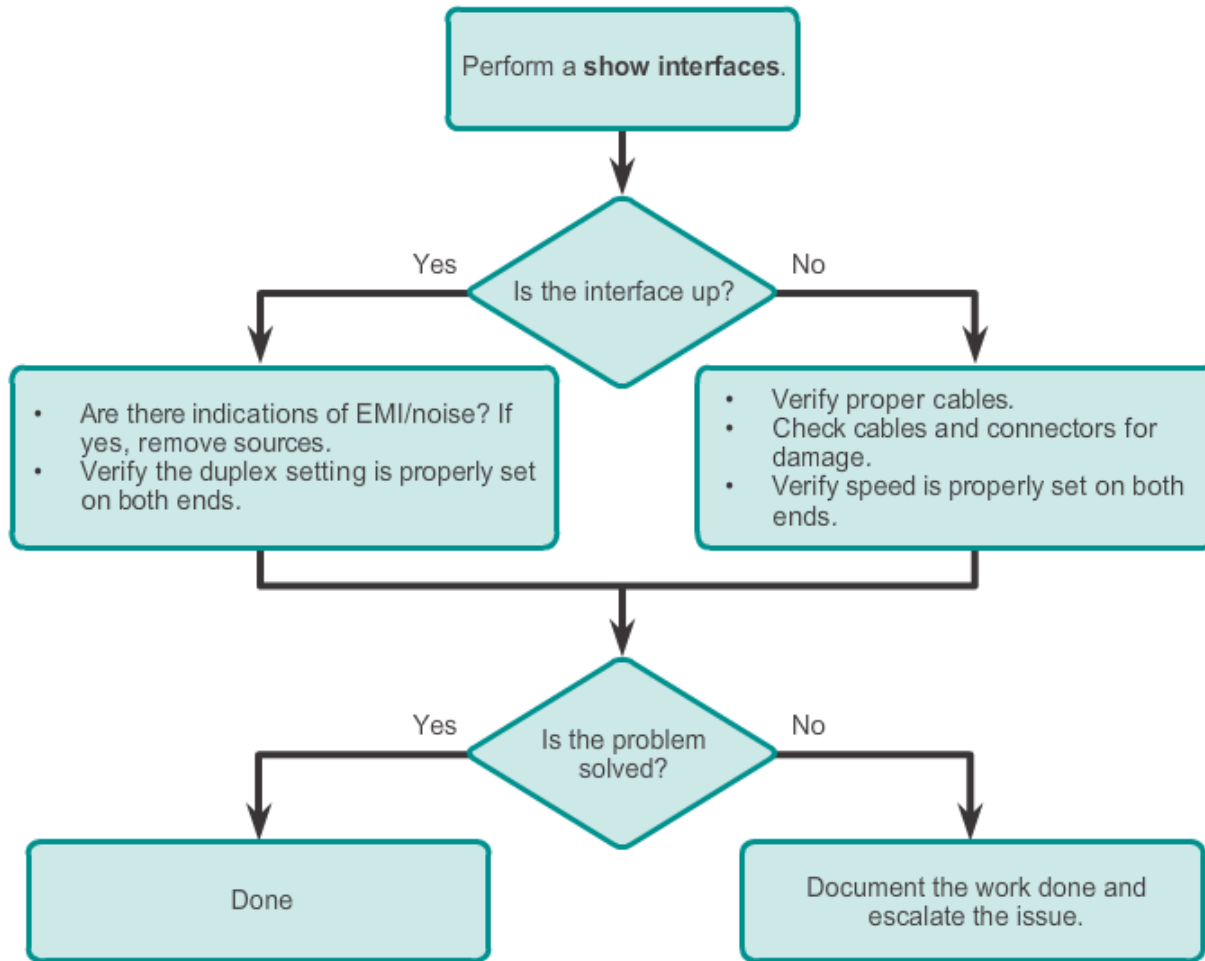 Perform a show interfaces.
Yes
No
Is the interface up?
• Are there indications of EMI/noise? If
yes, remove sources.
• Verify the duplex setting is properly set
on both ends.
• Verify proper cables.
• Check cables and connectors for
damage.
• Verify speed is properly set on both
ends.
Yes
No
Is the problem
solved?
Done
Document the work done and
escalate the issue.